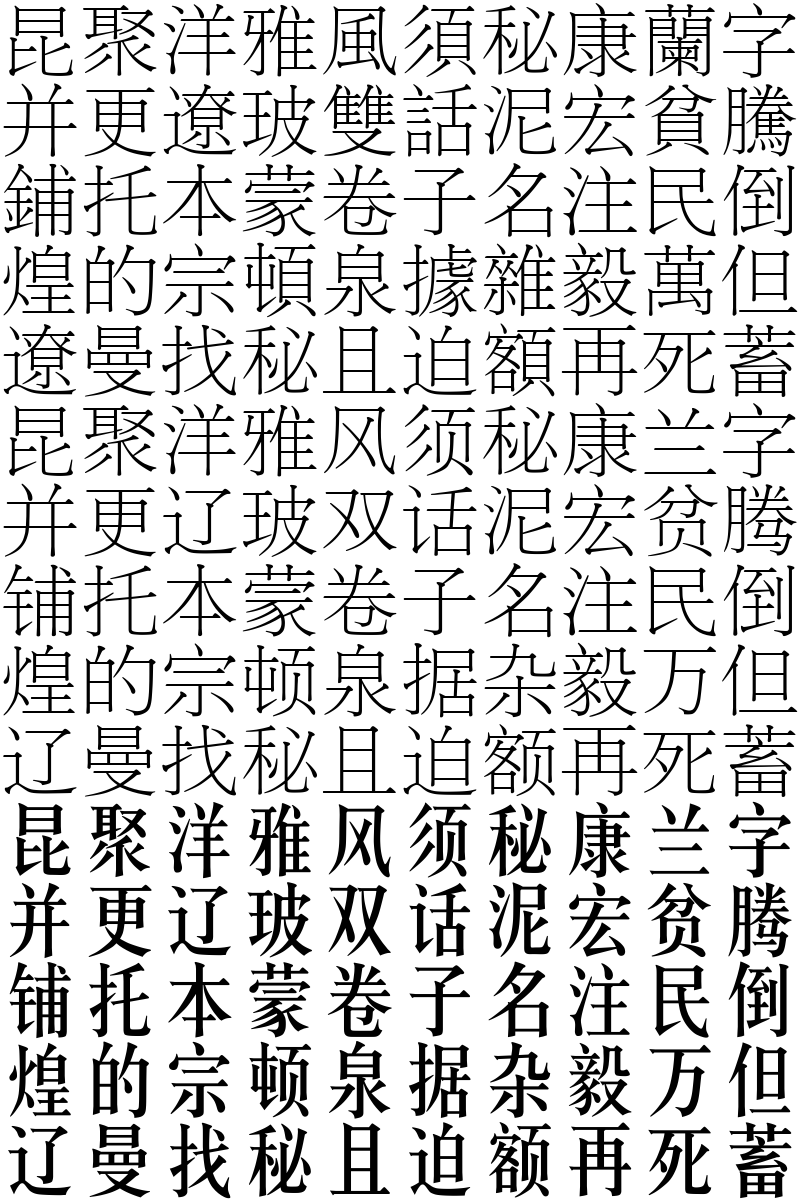 昆聚洋雅風須秘康蘭字
并更遼玻雙話泥宏貧騰
鋪托本蒙卷子名注民倒
煌的宗頓泉據雜毅萬但
遼曼找秘且迫額再死蓄
昆聚洋雅风须秘康兰字
并更辽玻双话泥宏贫腾
铺托本蒙卷子名注民倒
煌的宗顿泉据杂毅万但
辽曼找秘且迫额再死蓄
昆聚洋雅风须秘康兰字
并更辽玻双话泥宏贫腾
铺托本蒙卷子名注民倒
煌的宗顿泉据杂毅万但
辽曼找秘且迫额再死蓄